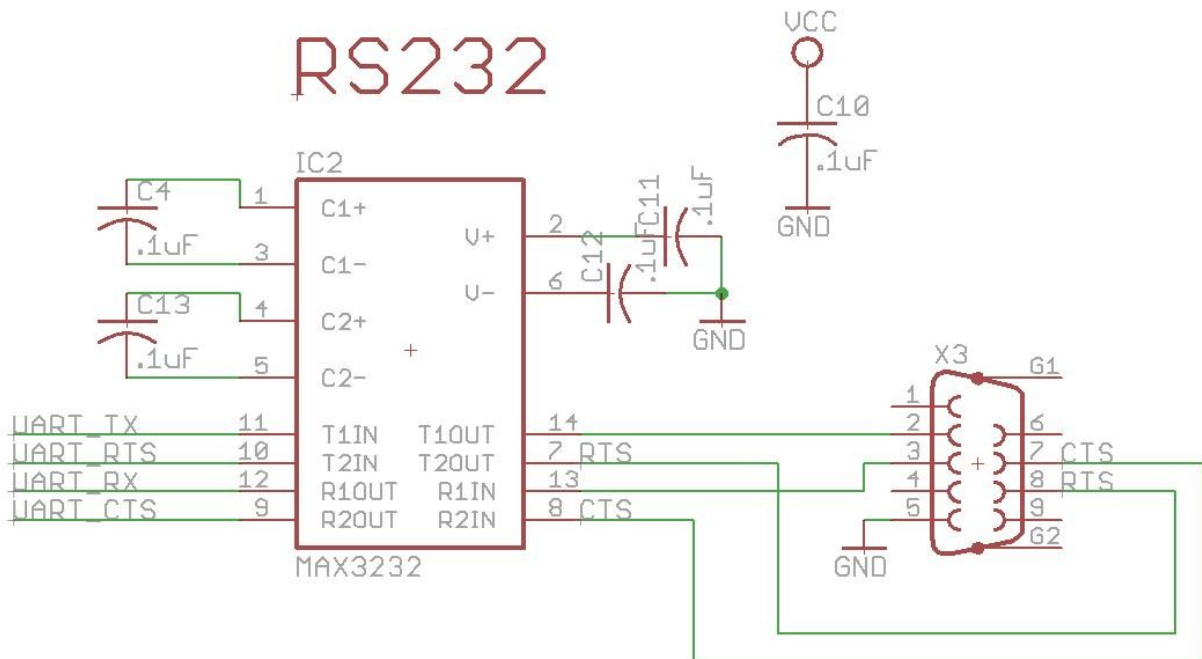 RS232
VCC
C10
.1uF
GND
IC2
C4
.1uF
C13
.1uF
1 C1+
3 C1-
4 C2+
5 C2-
V+ 2
V- 6
C11
.1uF
C12
.1uF
GND
UART_TX 11 T1IN T1OUT 14
UART_RTS 10 T2IN T2OUT 7 RTS
UART_RX 12 R1OUT R1IN 13
UART_CTS 9 R2OUT R2IN 8 CTS
MAX3232
X3
G1
1
2 6
3 7 CTS
4 8 RTS
5 9
G2
GND